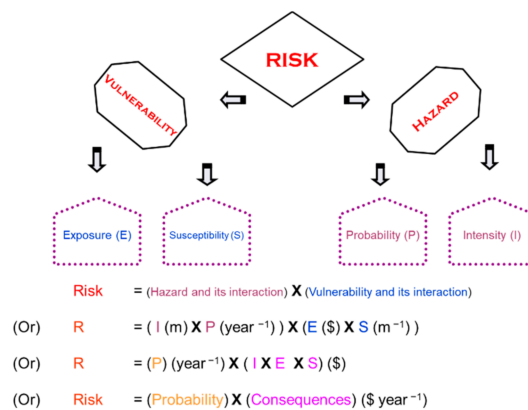 RISK
VULNERABILITY
HAZARD
Exposure (E)
Susceptibility (S)
Probability (P)
Intensity (I)
Risk = (Hazard and its interaction) X (Vulnerability and its interaction)
(Or) R = ( I (m) X P (year ⁻¹) ) X ( E ($) X S (m⁻¹) )
(Or) R = (P) (year⁻¹) X ( I X E X S) ($)
(Or) Risk = (Probability) X (Consequences) ($ year⁻¹)